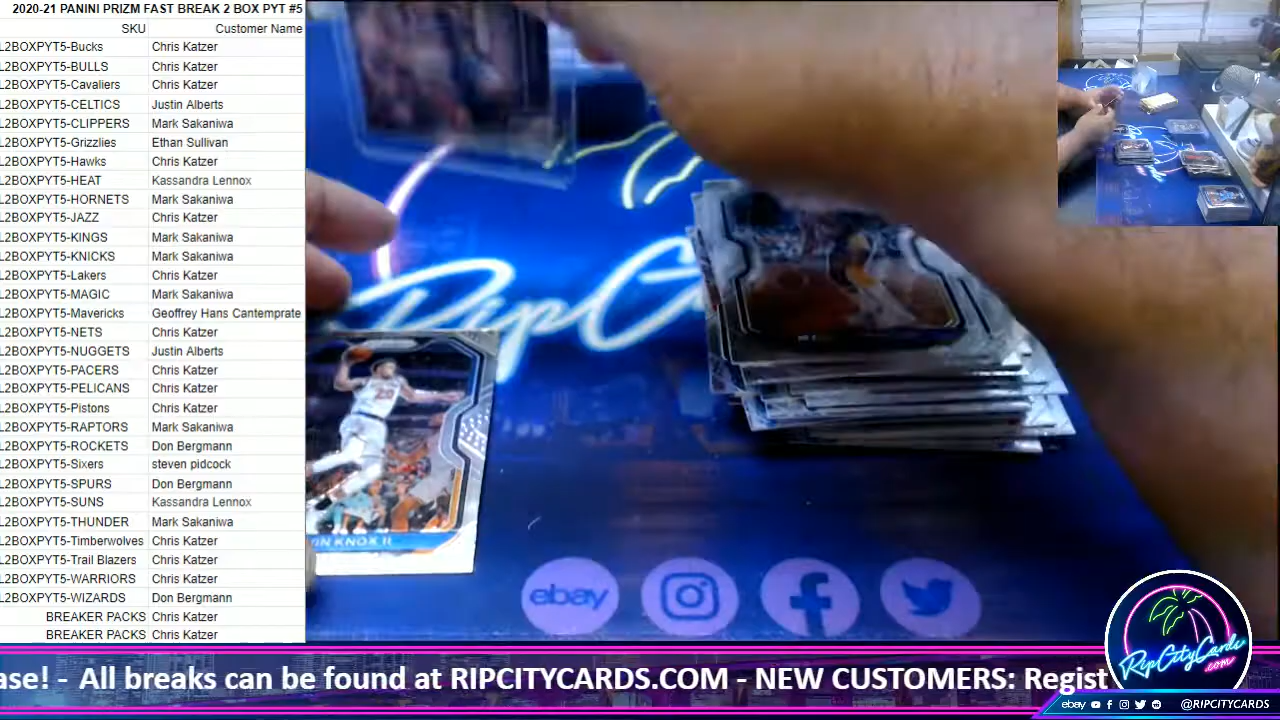 2020-21 PANINI PRIZM FAST BREAK 2 BOX PYT #5
SKU Customer Name
L2BOXPYT5-Bucks Chris Katzer
L2BOXPYT5-BULLS Chris Katzer
L2BOXPYT5-Cavaliers Chris Katzer
L2BOXPYT5-CELTICS Justin Alberts
L2BOXPYT5-CLIPPERS Mark Sakaniwa
L2BOXPYT5-Grizzlies Ethan Sullivan
L2BOXPYT5-Hawks Chris Katzer
L2BOXPYT5-HEAT Kassandra Lennox
L2BOXPYT5-HORNETS Mark Sakaniwa
L2BOXPYT5-JAZZ Chris Katzer
L2BOXPYT5-KINGS Mark Sakaniwa
L2BOXPYT5-KNICKS Mark Sakaniwa
L2BOXPYT5-Lakers Chris Katzer
L2BOXPYT5-MAGIC Mark Sakaniwa
L2BOXPYT5-Mavericks Geoffrey Hans Cantemprate
L2BOXPYT5-NETS Chris Katzer
L2BOXPYT5-NUGGETS Justin Alberts
L2BOXPYT5-PACERS Chris Katzer
L2BOXPYT5-PELICANS Chris Katzer
L2BOXPYT5-Pistons Chris Katzer
L2BOXPYT5-RAPTORS Mark Sakaniwa
L2BOXPYT5-ROCKETS Don Bergmann
L2BOXPYT5-Sixers steven pidcock
L2BOXPYT5-SPURS Don Bergmann
L2BOXPYT5-SUNS Kassandra Lennox
L2BOXPYT5-THUNDER Mark Sakaniwa
L2BOXPYT5-Timberwolves Chris Katzer
L2BOXPYT5-Trail Blazers Chris Katzer
L2BOXPYT5-WARRIORS Chris Katzer
L2BOXPYT5-WIZARDS Don Bergmann
BREAKER PACKS Chris Katzer
BREAKER PACKS Chris Katzer
RipC
20
ON KNOX II
ebay
RipCityCards
.com
ase! - All breaks can be found at RIPCITYCARDS.COM - NEW CUSTOMERS: Regist
ebay @RIPCITYCARDS